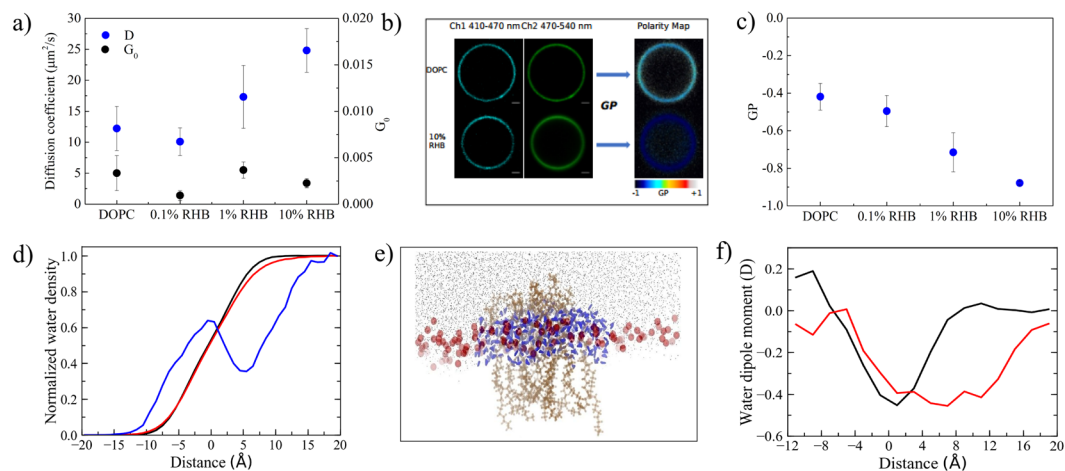 a)
Diffusion coefficient (μm²/s)
30
25
20
15
10
5
0
D
G₀
0.020
0.015
0.010
0.005
0.000
G₀
DOPC 0.1% RHB 1% RHB 10% RHB
b)
Ch1 410-470 nm Ch2 470-540 nm Polarity Map
DOPC
GP
10%
RHB
-1 GP +1
c)
GP
0.0
-0.2
-0.4
-0.6
-0.8
-1.0
DOPC 0.1% RHB 1% RHB 10% RHB
d)
Normalized water density
1.0
0.8
0.6
0.4
0.2
0.0
−20 −15 −10 −5 0 5 10 15 20
Distance (Å)
e)
f)
Water dipole moment (D)
0.2
0.0
-0.2
-0.4
-0.6
-12 -8 -4 0 4 8 12 16 20
Distance (Å)